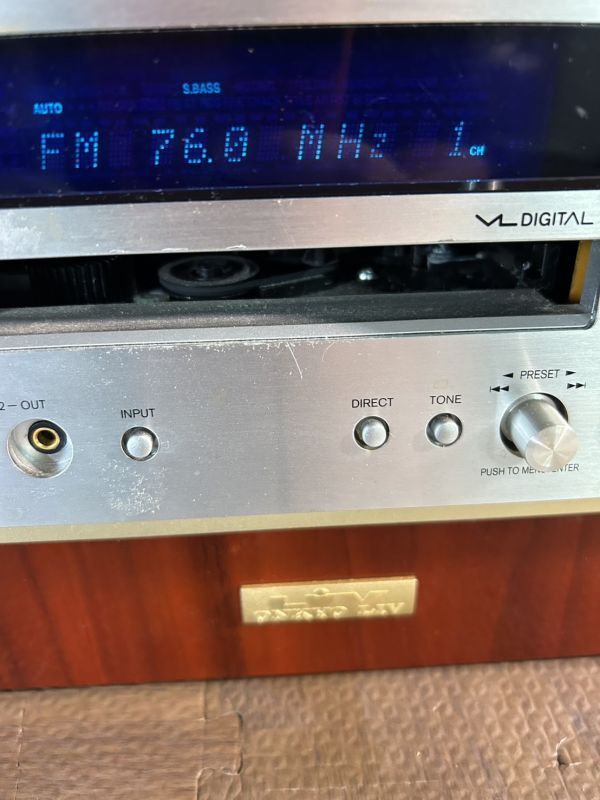 S.BASS
AUTO
FM 76.0 MHz 1 CH
VL DIGITAL
2-OUT
INPUT
DIRECT
TONE
◄ PRESET ►
|◄◄ ►►|
PUSH TO MENU/ENTER